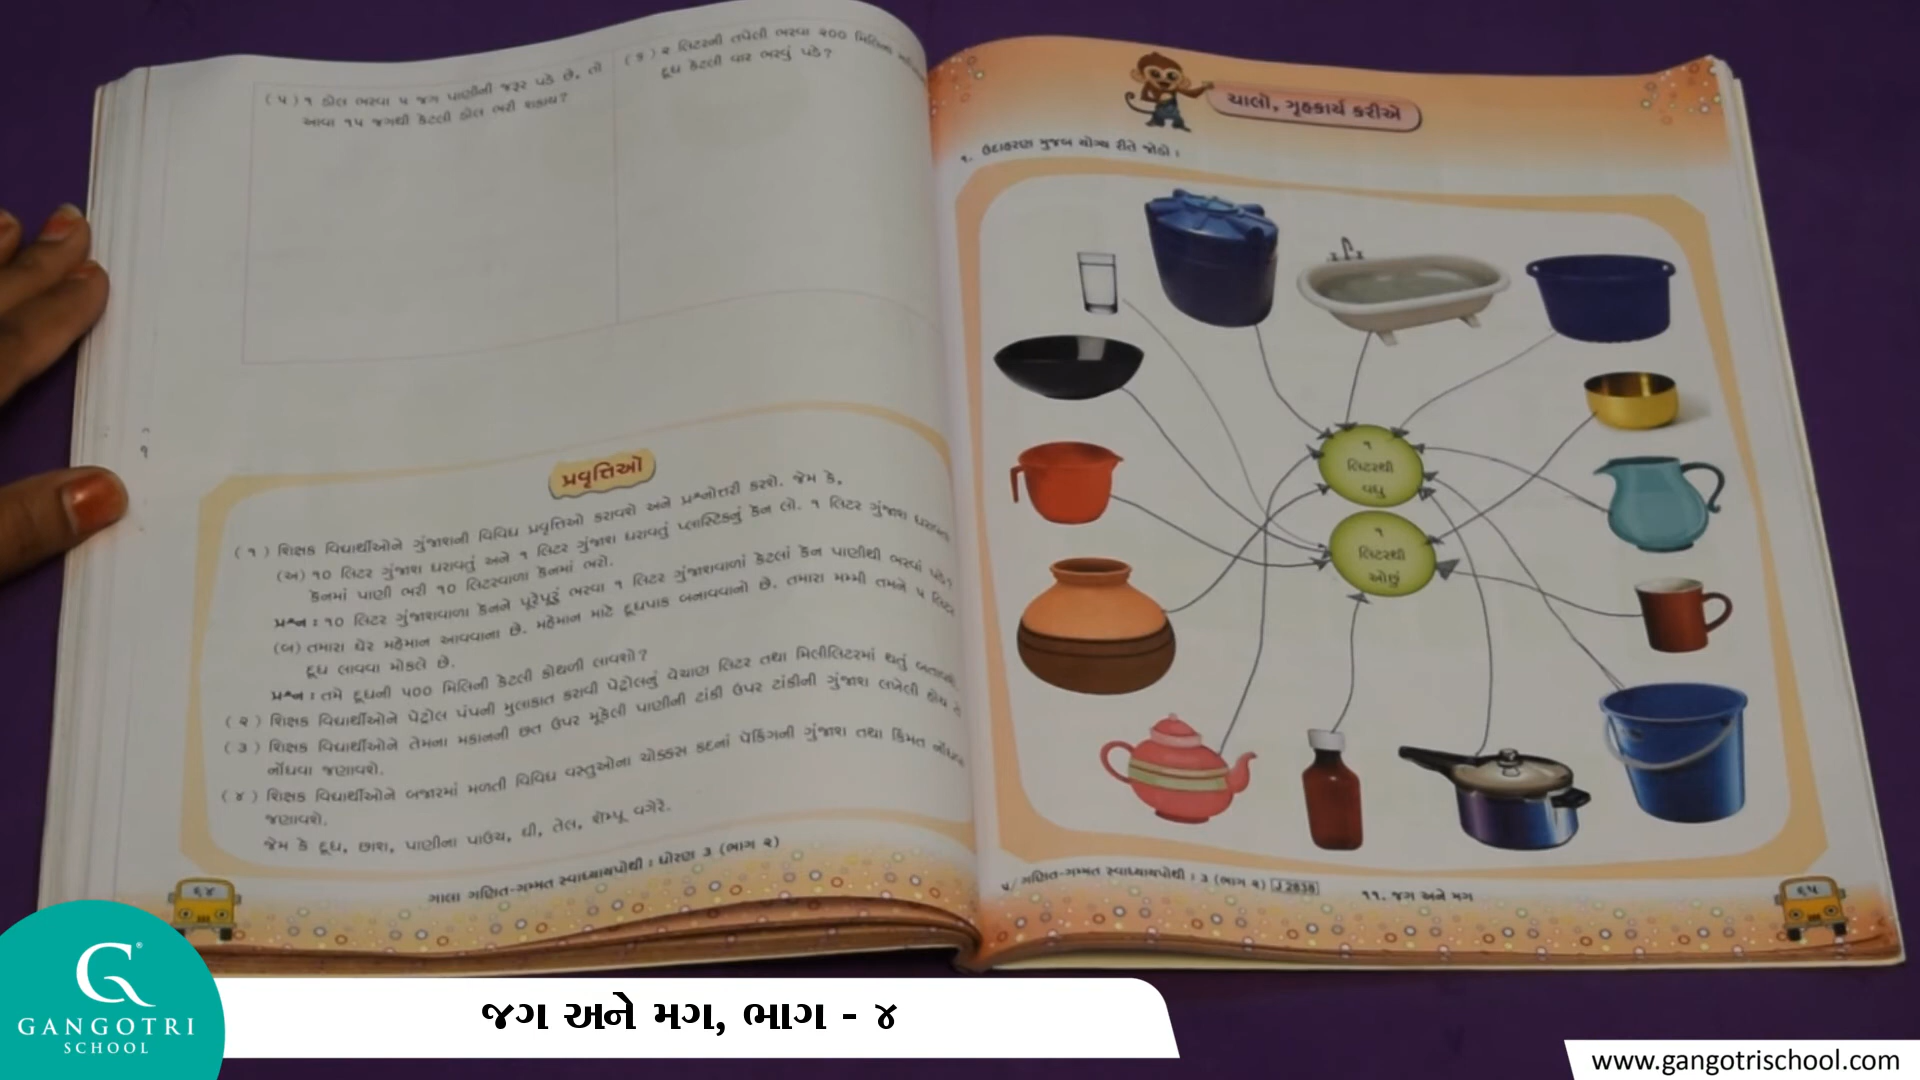 ( ૫ ) ૧ ડોલ ભરવા ૫ જગ પાણીની જરૂર પડે છે, તો
આવા ૧૫ જગથી કેટલી ડોલ ભરી શકાય?
૨ લિટરની તપેલી ભરવા ૨૦૦
દૂધ કેટલી વાર ભરવું પડે?
પ્રવૃત્તિઓ
( ૧ ) શિક્ષક વિદ્યાર્થીઓને ગુંજાશની વિવિધ પ્રવૃત્તિઓ કરાવશે અને પ્રશ્નોત્તરી કરશે. જેમ કે,
(અ) ૧૦ લિટર ગુંજાશ ધરાવતું અને ૧ લિટર ગુંજાશ ધરાવતું પ્લાસ્ટિકનું કેન લો. ૧ લિટર ગુંજાશ
કેનમાં પાણી ભરી ૧૦ લિટરવાળા કેનમાં ભરો.
પ્રશ્ન : ૧૦ લિટર ગુંજાશવાળા કેનને પૂરેપૂરું ભરવા ૧ લિટર ગુંજાશવાળાં કેટલાં કેન પાણીથી ભરવાં પડે?
(બ) તમારા ઘેર મહેમાન આવવાના છે. મહેમાન માટે દૂધપાક બનાવવાનો છે. તમારા મમ્મી તમને ૫ લિટર
દૂધ લાવવા મોકલે છે.
પ્રશ્ન : તમે દૂધની ૫૦૦ મિલિની કેટલી કોથળી લાવશો?
( ૨ ) શિક્ષક વિદ્યાર્થીઓને પેટ્રોલ પંપની મુલાકાત કરાવી પેટ્રોલનું વેચાણ લિટર તથા મિલીલિટરમાં થતું
( ૩ ) શિક્ષક વિદ્યાર્થીઓને તેમના મકાનની છત ઉપર મૂકેલી પાણીની ટાંકી ઉપર ટાંકીની ગુંજાશ લખેલી હોય તે
નોંધવા જણાવશે.
( ૪ ) શિક્ષક વિદ્યાર્થીઓને બજારમાં મળતી વિવિધ વસ્તુઓના ચોક્કસ કદનાં પેકિંગની ગુંજાશ તથા કિંમત
જણાવશે.
જેમ કે દૂધ, છાશ, પાણીના પાઉચ, ઘી, તેલ, શેમ્પૂ વગેરે.
૬૪
ગાલા ગણિત-ગમ્મત સ્વાધ્યાયપોથી : ધોરણ ૩ (ભાગ ૨)
ચાલો, ગૃહકાર્ય કરીએ
૧. ઉદાહરણ મુજબ યોગ્ય રીતે જોડો :
૧
લિટરથી
વધુ
૧
લિટરથી
ઓછું
૫/ ગણિત-ગમ્મત સ્વાધ્યાયપોથી : ૩ (ભાગ ૨) J 2838
૧૧. જગ અને મગ
૬૫
GANGOTRI
SCHOOL
જગ અને મગ, ભાગ - ૪
www.gangotrischool.com